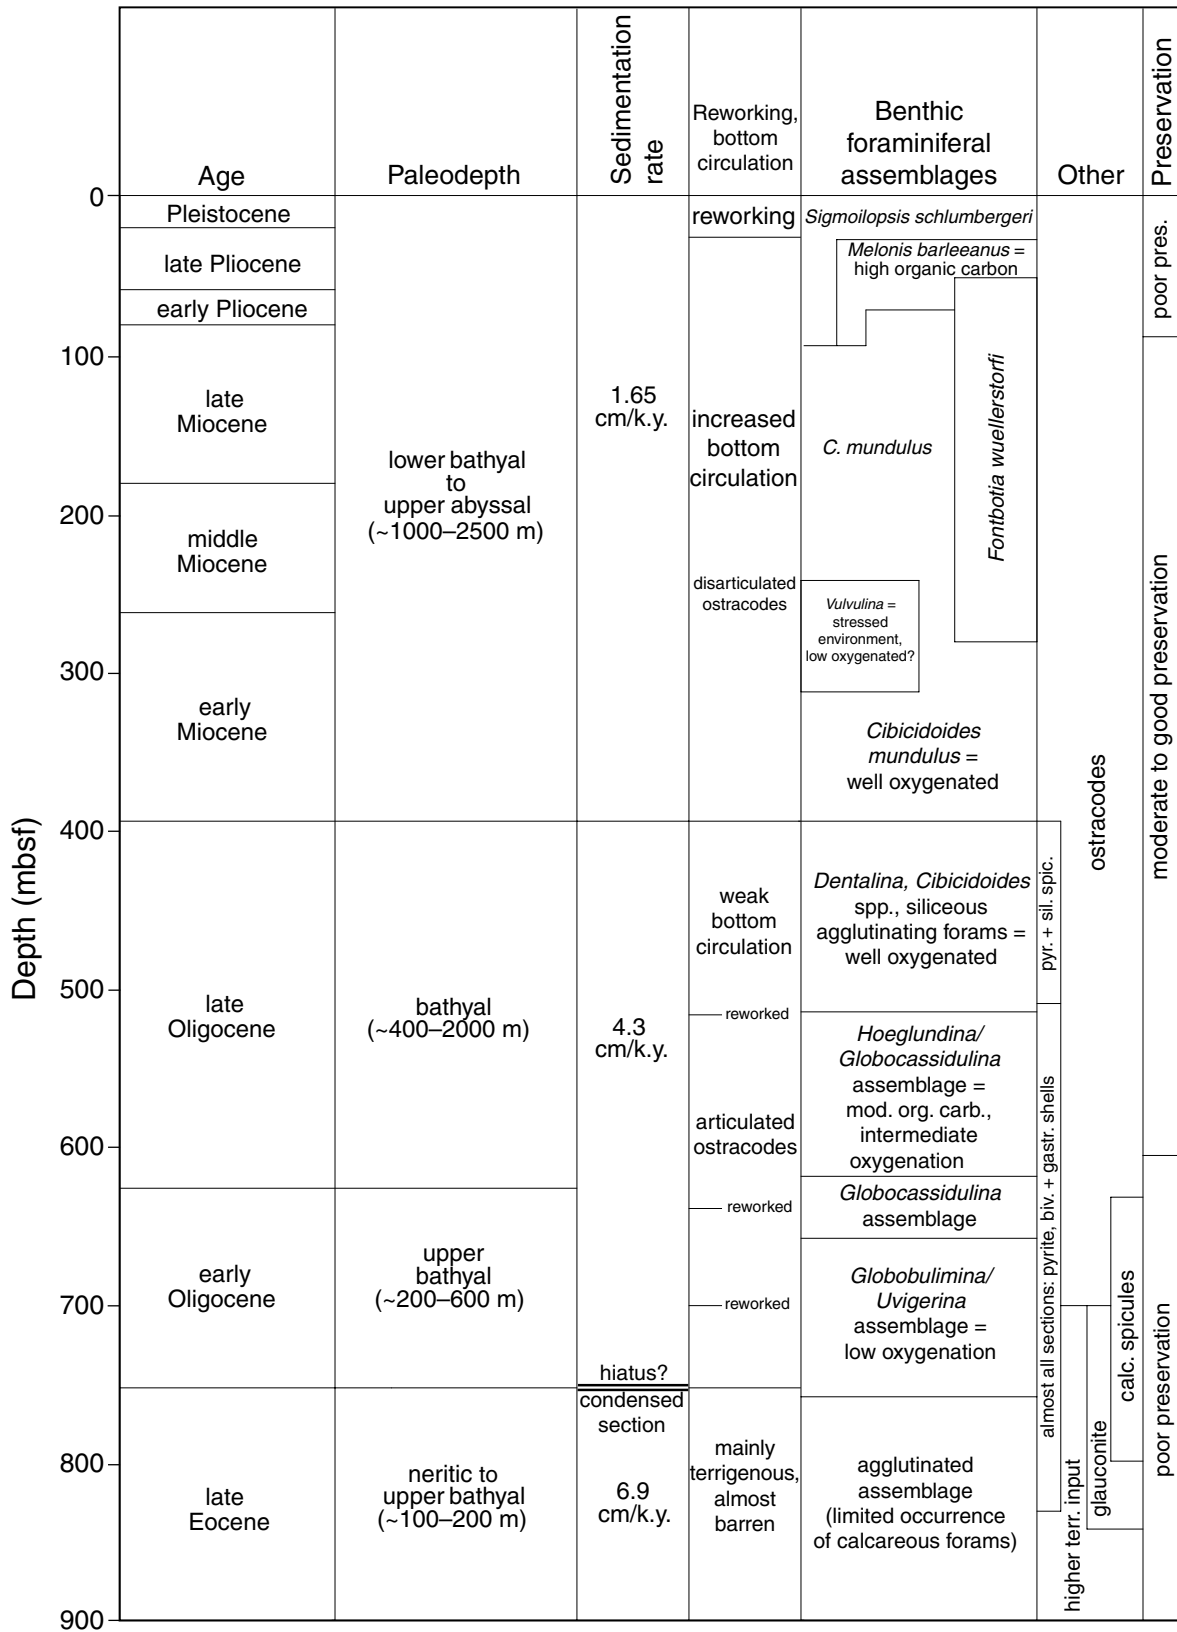 Age
Paleodepth
Sedimentation
rate
Reworking,
bottom
circulation
Benthic
foraminiferal
assemblages
Other
Preservation
Depth (mbsf)
0
100
200
300
400
500
600
700
800
900
Pleistocene
late Pliocene
early Pliocene
late
Miocene
middle
Miocene
early
Miocene
late
Oligocene
early
Oligocene
late
Eocene
lower bathyal
to
upper abyssal
(~1000–2500 m)
bathyal
(~400–2000 m)
upper
bathyal
(~200–600 m)
neritic to
upper bathyal
(~100–200 m)
1.65
cm/k.y.
4.3
cm/k.y.
hiatus?
condensed
section
6.9
cm/k.y.
reworking
increased
bottom
circulation
disarticulated
ostracodes
weak
bottom
circulation
reworked
articulated
ostracodes
reworked
reworked
mainly
terrigenous,
almost
barren
Sigmoilopsis schlumbergeri
Melonis barleeanus =
high organic carbon
C. mundulus
Fontbotia wuellerstorfi
Vulvulina =
stressed
environment,
low oxygenated?
Cibicidoides
mundulus =
well oxygenated
Dentalina, Cibicidoides
spp., siliceous
agglutinating forams =
well oxygenated
Hoeglundina/
Globocassidulina
assemblage =
mod. org. carb.,
intermediate
oxygenation
Globocassidulina
assemblage
Globobulimina/
Uvigerina
assemblage =
low oxygenation
agglutinated
assemblage
(limited occurrence
of calcareous forams)
pyr. + sil. spic.
almost all sections: pyrite, biv. + gastr. shells
ostracodes
higher terr. input
glauconite
calc. spicules
poor pres.
moderate to good preservation
poor preservation